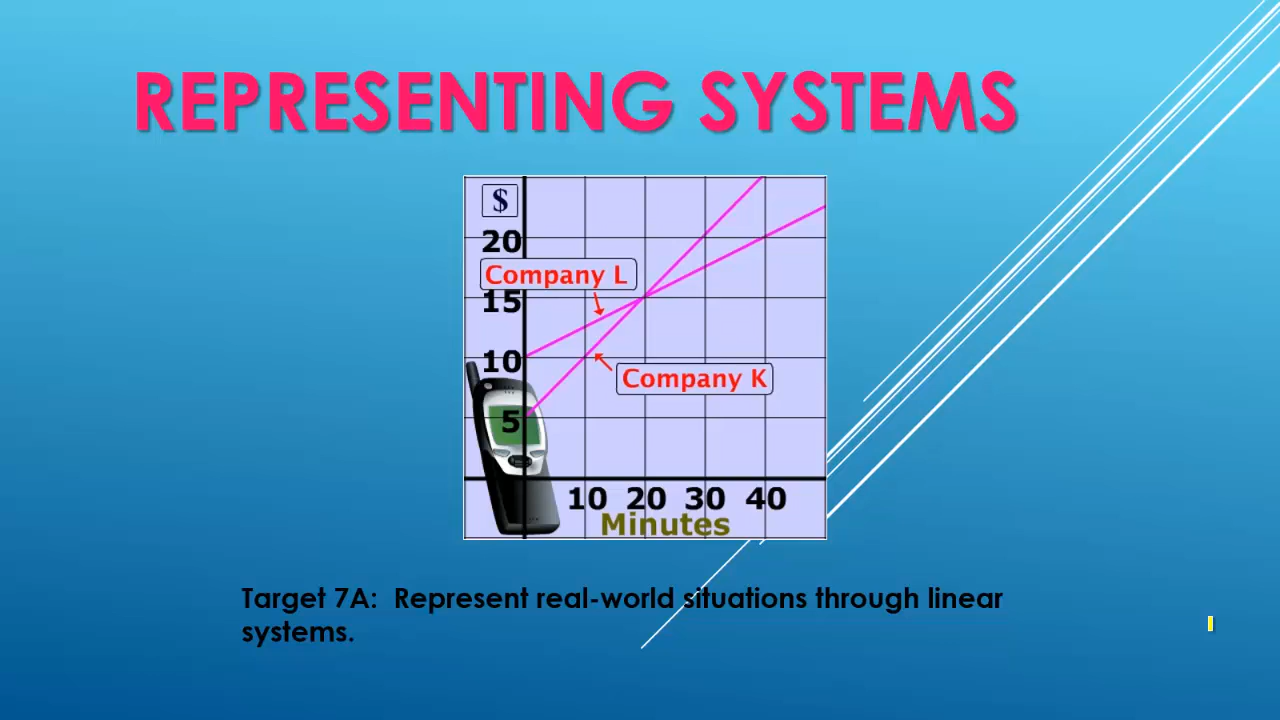 REPRESENTING SYSTEMS
$
20
Company L
15
10
Company K
5
10 20 30 40
Minutes
Target 7A:  Represent real-world situations through linear
systems.